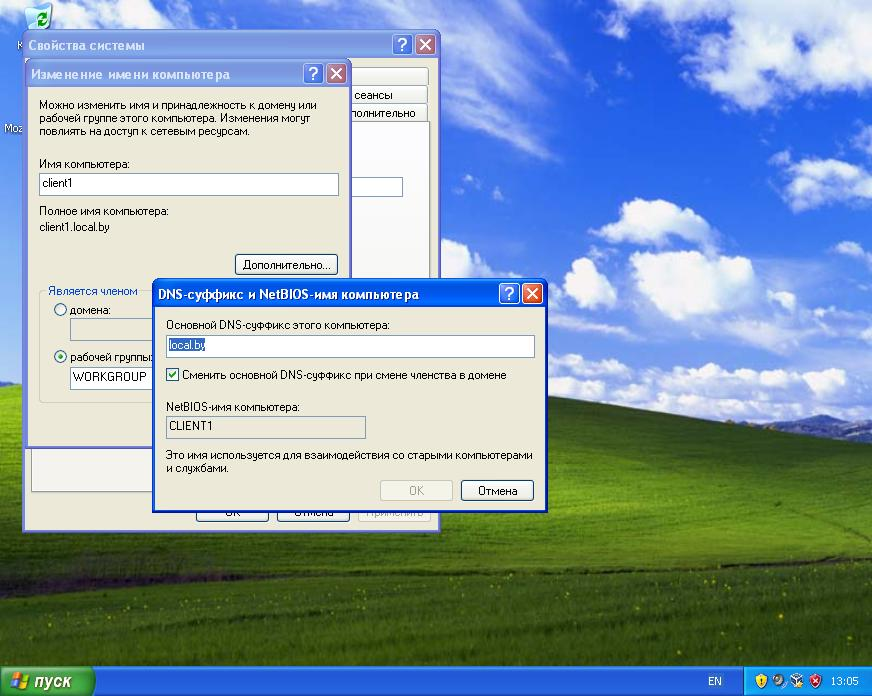 Свойства системы
Изменение имени компьютера
сеансы
Можно изменить имя и принадлежность к домену или
рабочей группе этого компьютера. Изменения могут
повлиять на доступ к сетевым ресурсам.
Имя компьютера:
client1
Полное имя компьютера:
client1.local.by
Дополнительно...
Является членом
домена:
рабочей группы:
WORKGROUP
DNS-суффикс и NetBIOS-имя компьютера
Основной DNS-суффикс этого компьютера:
local.by
Сменить основной DNS-суффикс при смене членства в домене
NetBIOS-имя компьютера:
CLIENT1
Это имя используется для взаимодействия со старыми компьютерами
и службами.
OK
Отмена
OK
Отмена
Применить
пуск
EN
13:05